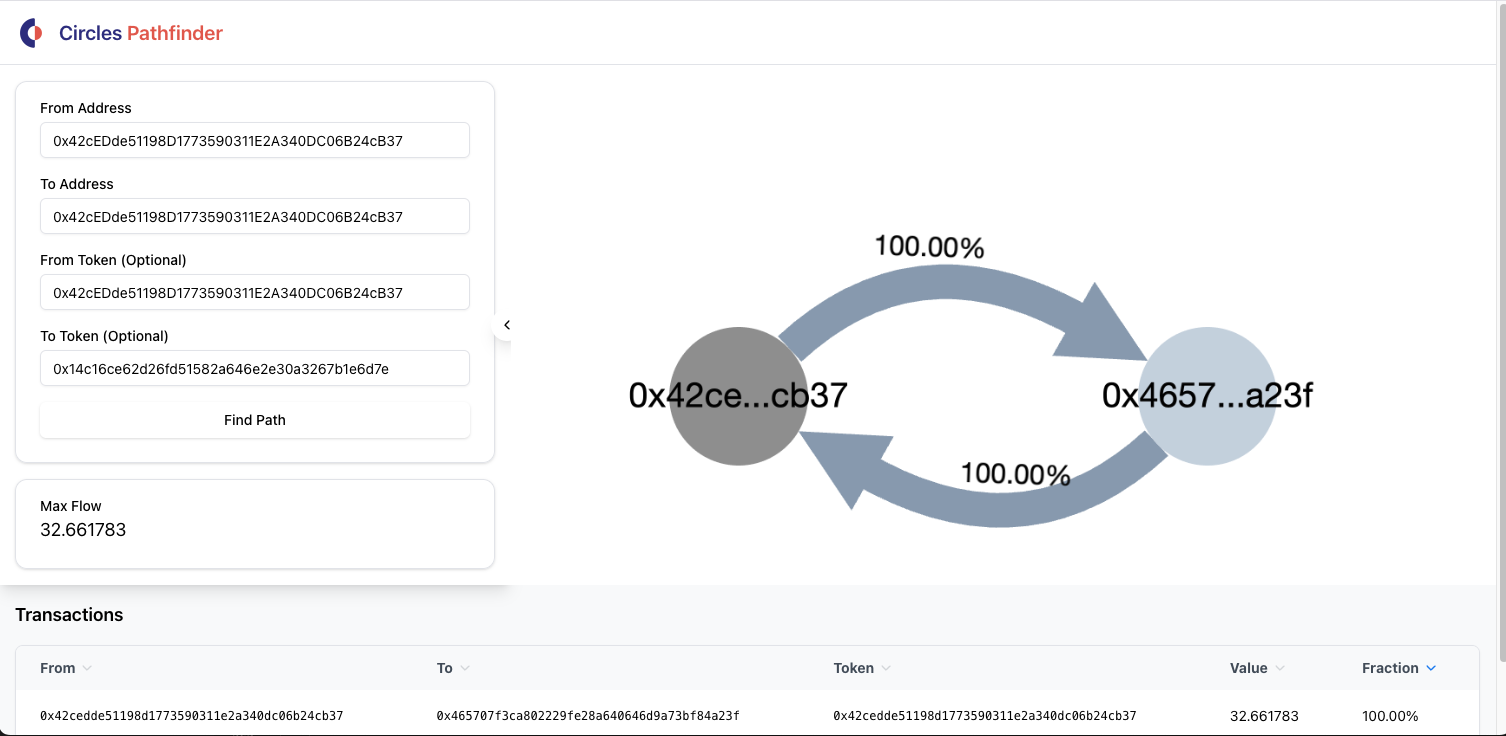 Circles Pathfinder
From Address
0x42cEDde51198D1773590311E2A340DC06B24cB37
To Address
0x42cEDde51198D1773590311E2A340DC06B24cB37
From Token (Optional)
0x42cEDde51198D1773590311E2A340DC06B24cB37
To Token (Optional)
0x14c16ce62d26fd51582a646e2e30a3267b1e6d7e
Find Path
Max Flow
32.661783
100.00%
0x42ce...cb37 0x4657...a23f
100.00%
Transactions
From To Token Value Fraction
0x42cedde51198d1773590311e2a340dc06b24cb37 0x465707f3ca802229fe28a640646d9a73bf84a23f 0x42cedde51198d1773590311e2a340dc06b24cb37 32.661783 100.00%